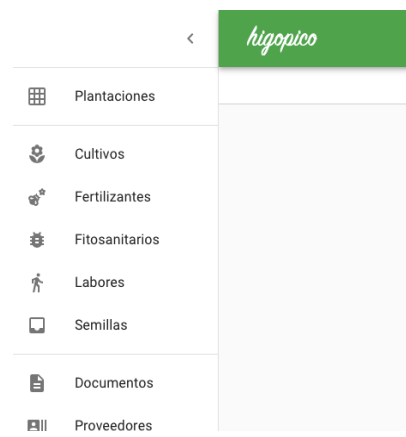 higopico
Plantaciones
Cultivos
Fertilizantes
Fitosanitarios
Labores
Semillas
Documentos
Proveedores